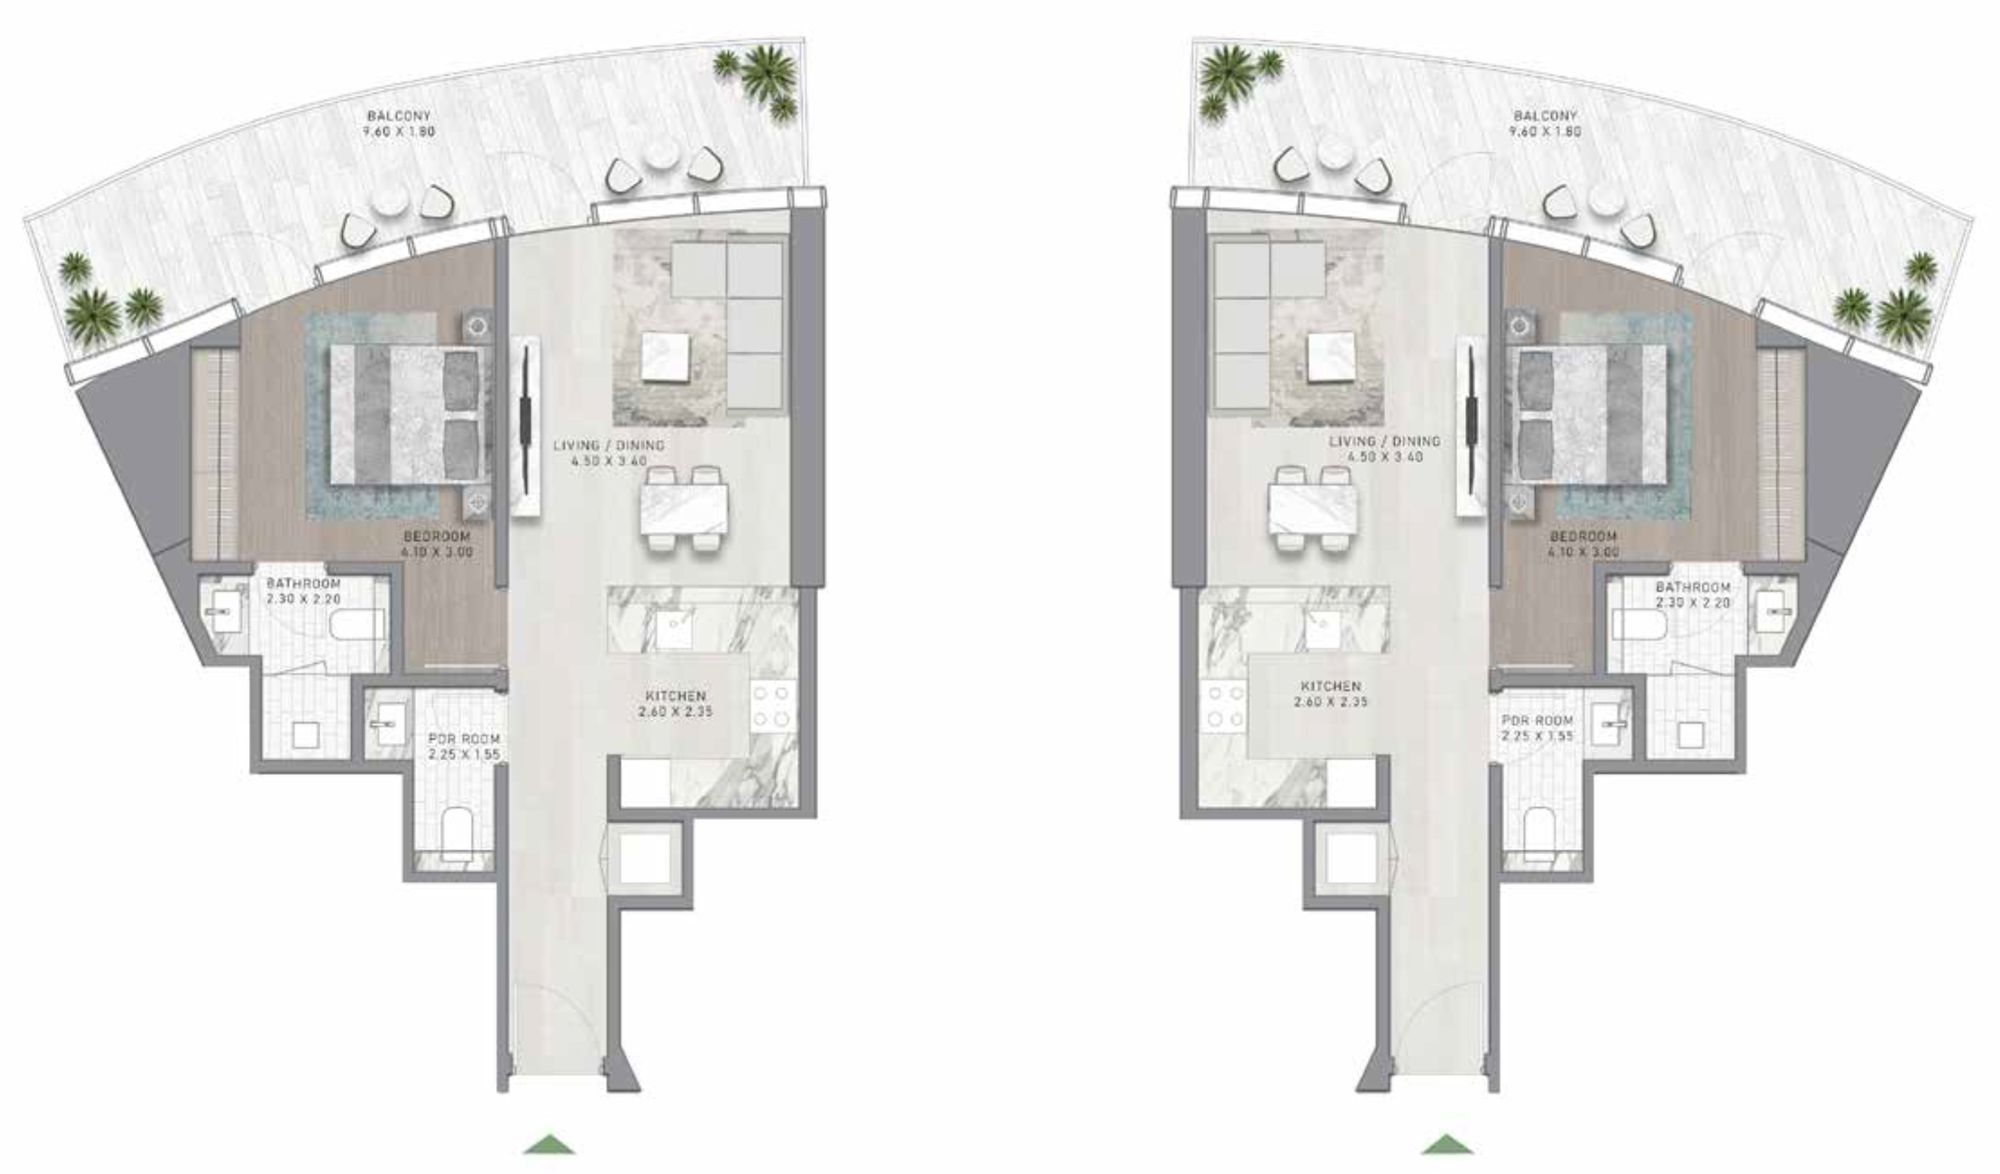 BALCONY
9.60 X 1.80
LIVING / DINING
4.50 X 3.40
BEDROOM
4.10 X 3.00
BATHROOM
2.30 X 2.20
KITCHEN
2.60 X 2.35
PDR ROOM
2.25 X 1.55
BALCONY
9.60 X 1.80
LIVING / DINING
4.50 X 3.40
BEDROOM
4.10 X 3.00
BATHROOM
2.30 X 2.20
KITCHEN
2.60 X 2.35
PDR ROOM
2.25 X 1.55